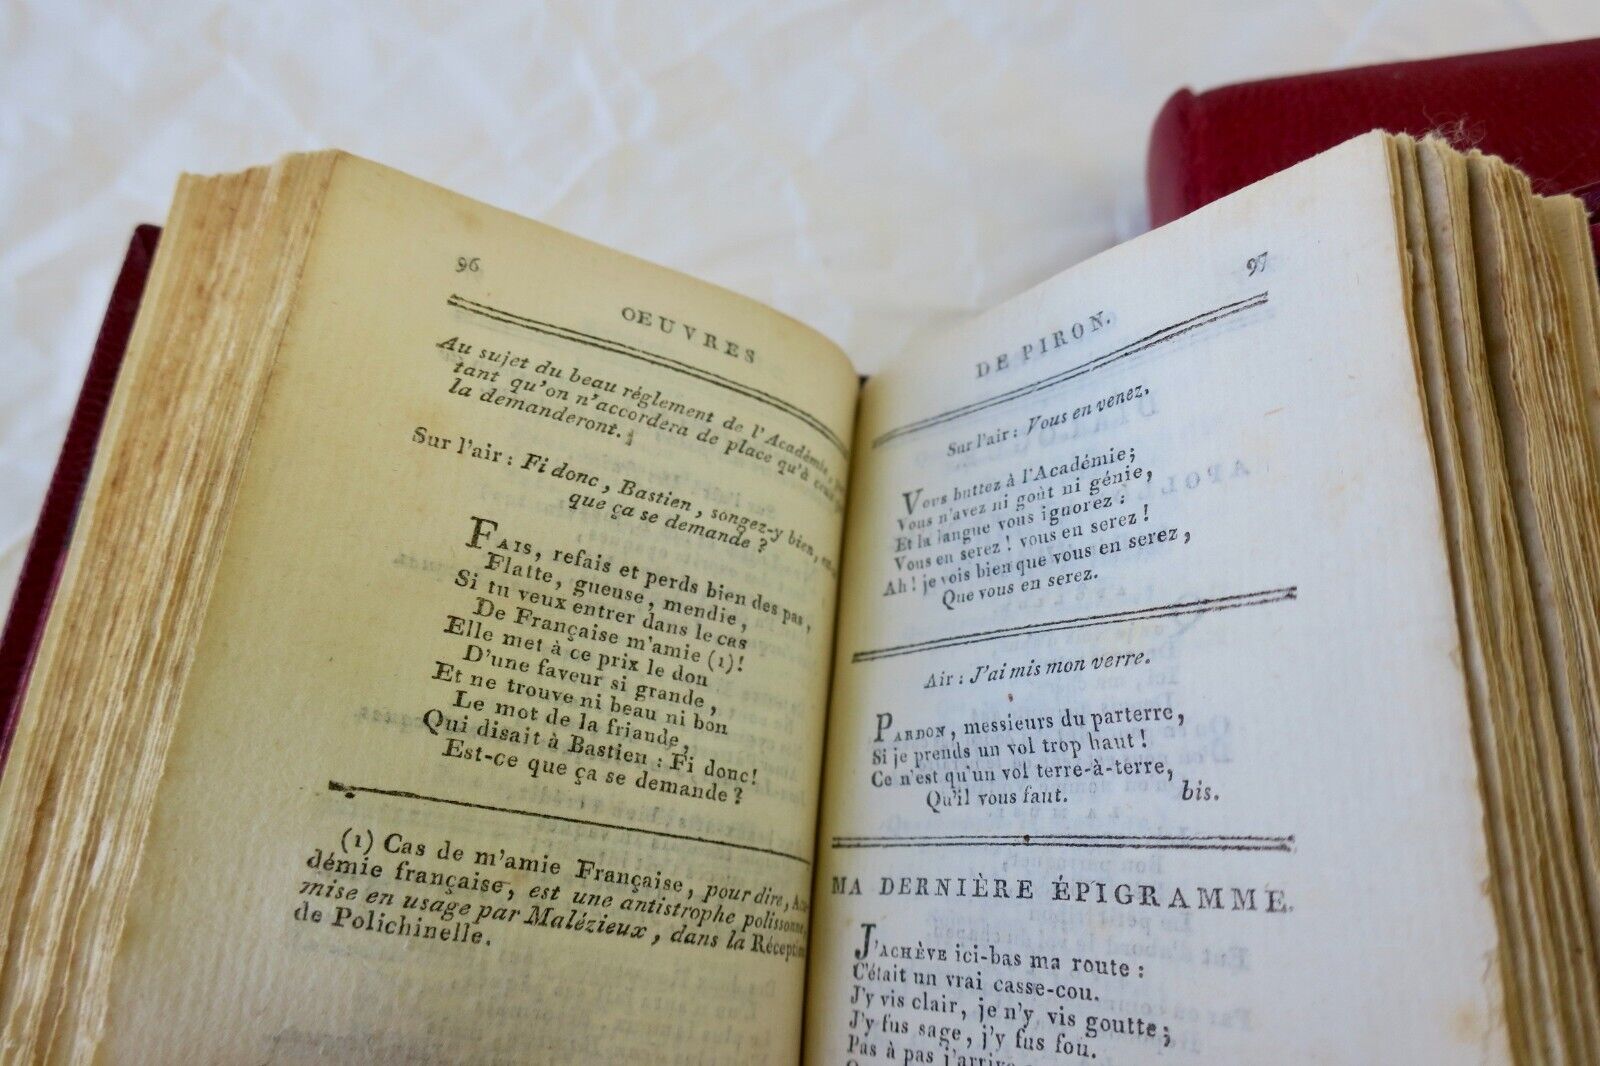 96
OEUVRES
Au sujet du beau réglement de l'Académie,
tant qu'on n'accordera de place qu'à ceux
la demanderont.
Sur l'air : Fi donc, Bastien, songez-y bien,
que ça se demande ?
FAIS, refais et perds bien des pas,
Flatte, gueuse, mendie,
Si tu veux entrer dans le cas
De Française m'amie (1)!
Elle met à ce prix le don
D'une faveur si grande,
Et ne trouve ni beau ni bon
Le mot de la friande,
Qui disait à Bastien : Fi donc!
Est-ce que ça se demande ?
(1) Cas de m'amie Française, pour dire,
démie française, est une antistrophe polissonne,
mise en usage par Malézieux, dans la Réception
de Polichinelle.
97
DE PIRON.
Sur l'air : Vous en venez.
Vous buttez à l'Académie;
Vous n'avez ni goût ni génie,
Et la langue vous ignorez :
Vous en serez! vous en serez!
Ah! je vois bien que vous en serez,
Que vous en serez.
Air : J'ai mis mon verre.
PARDON, messieurs du parterre,
Si je prends un vol trop haut!
Ce n'est qu'un vol terre-à-terre,
Qu'il vous faut. bis.
MA DERNIÈRE ÉPIGRAMME.
J'ACHÈVE ici-bas ma route :
C'était un vrai casse-cou.
J'y vis clair, je n'y vis goutte;
J'y fus sage, j'y fus fou.
Pas à pas j'arrive